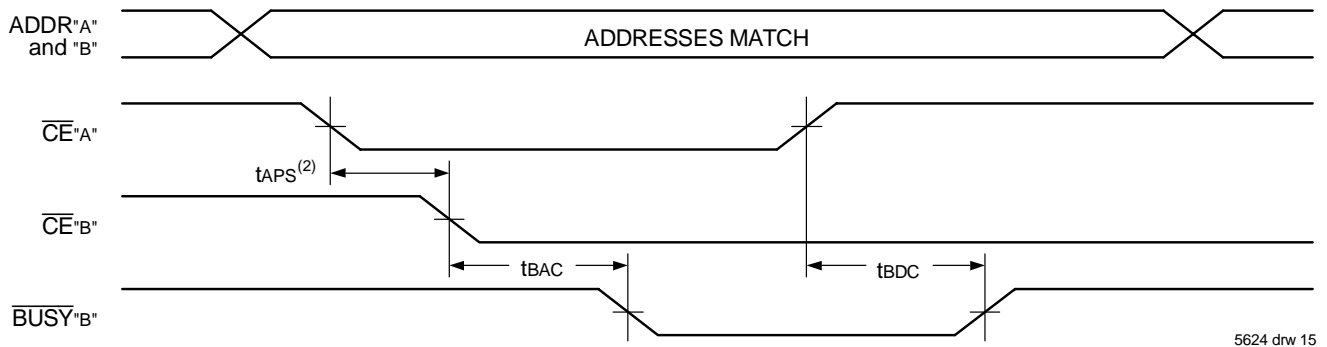 ADDR"A"
and "B"
ADDRESSES MATCH
CE"A"
tAPS(2)
CE"B"
tBAC
tBDC
BUSY"B"
5624 drw 15